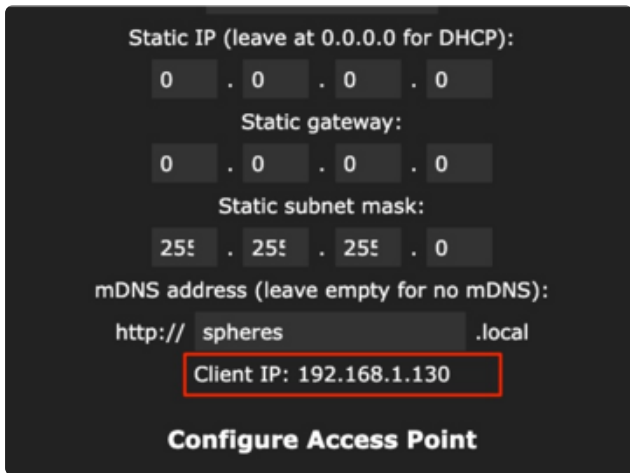 Static IP (leave at 0.0.0.0 for DHCP):
0 . 0 . 0 . 0
Static gateway:
0 . 0 . 0 . 0
Static subnet mask:
255 . 255 . 255 . 0
mDNS address (leave empty for no mDNS):
http:// spheres .local
Client IP: 192.168.1.130
Configure Access Point